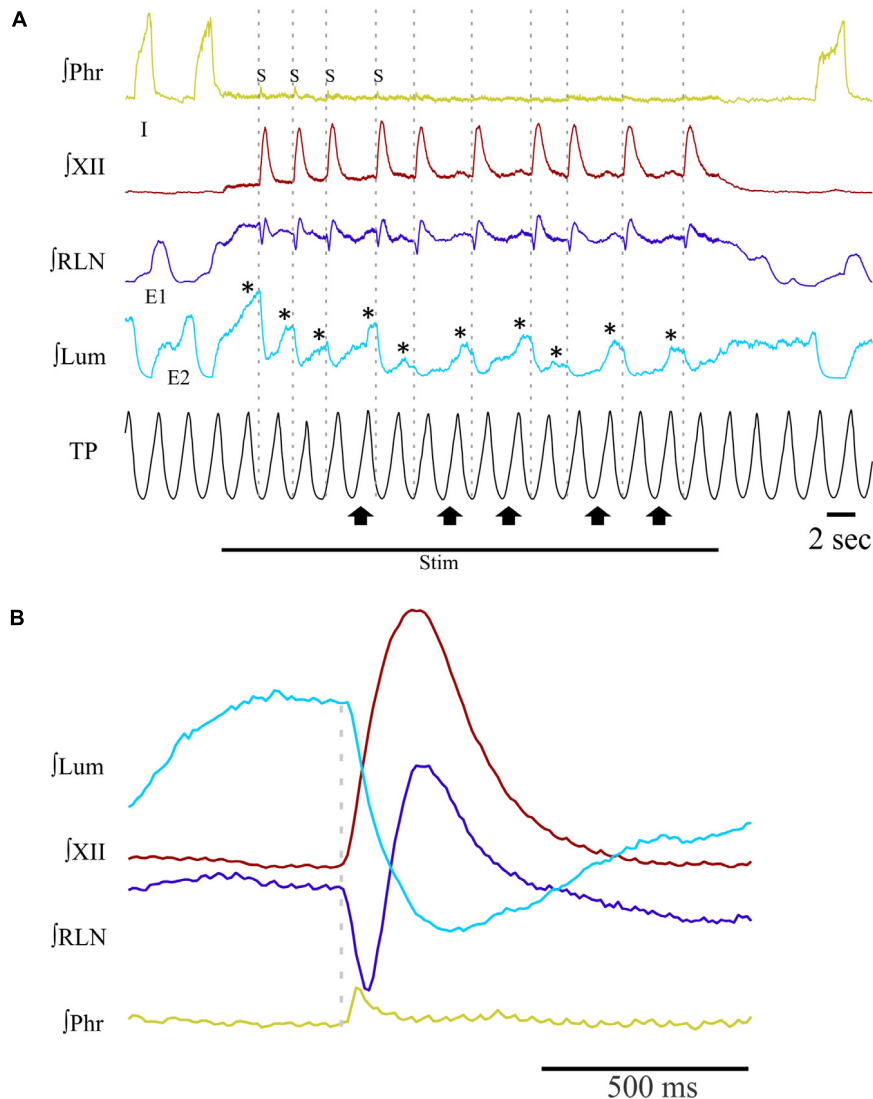 A
∫Phr
S S S S
I
∫XII
∫RLN
E1
* * * * * * * * * *
∫Lum
E2
TP
2 sec
Stim
B
∫Lum
∫XII
∫RLN
∫Phr
500 ms